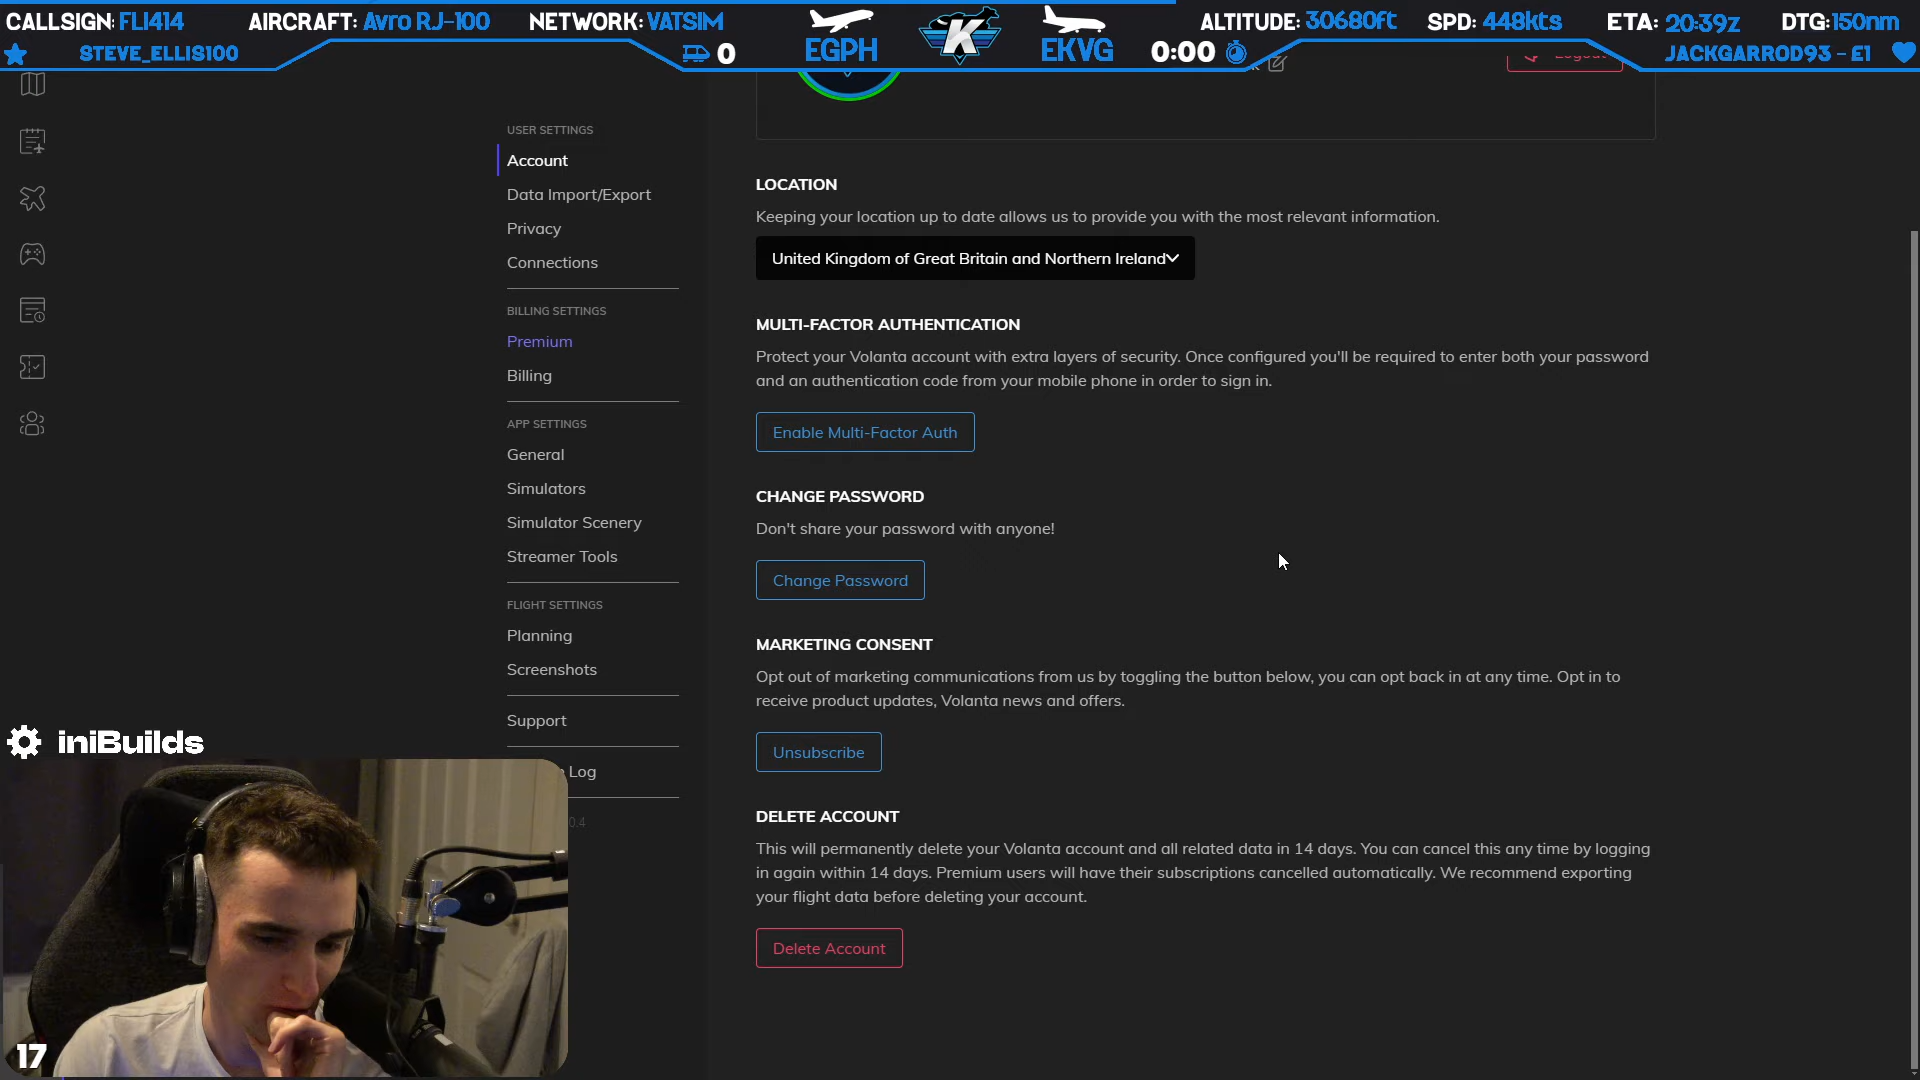 CALLSIGN: FLI414 AIRCRAFT: Avro RJ-100 NETWORK: VATSIM EGPH K EKVG ALTITUDE: 30680ft SPD: 448kts ETA: 20:39z DTG: 150nm
STEVE_ELLIS100 0 0:00 JACKGARROD93 - £1
Logout
USER SETTINGS
Account
Data Import/Export
Privacy
Connections
BILLING SETTINGS
Premium
Billing
APP SETTINGS
General
Simulators
Simulator Scenery
Streamer Tools
FLIGHT SETTINGS
Planning
Screenshots
Support
Log
0.4
LOCATION
Keeping your location up to date allows us to provide you with the most relevant information.
United Kingdom of Great Britain and Northern Ireland
MULTI-FACTOR AUTHENTICATION
Protect your Volanta account with extra layers of security. Once configured you'll be required to enter both your password
and an authentication code from your mobile phone in order to sign in.
Enable Multi-Factor Auth
CHANGE PASSWORD
Don't share your password with anyone!
Change Password
MARKETING CONSENT
Opt out of marketing communications from us by toggling the button below, you can opt back in at any time. Opt in to
receive product updates, Volanta news and offers.
Unsubscribe
DELETE ACCOUNT
This will permanently delete your Volanta account and all related data in 14 days. You can cancel this any time by logging
in again within 14 days. Premium users will have their subscriptions cancelled automatically. We recommend exporting
your flight data before deleting your account.
Delete Account
iniBuilds
17